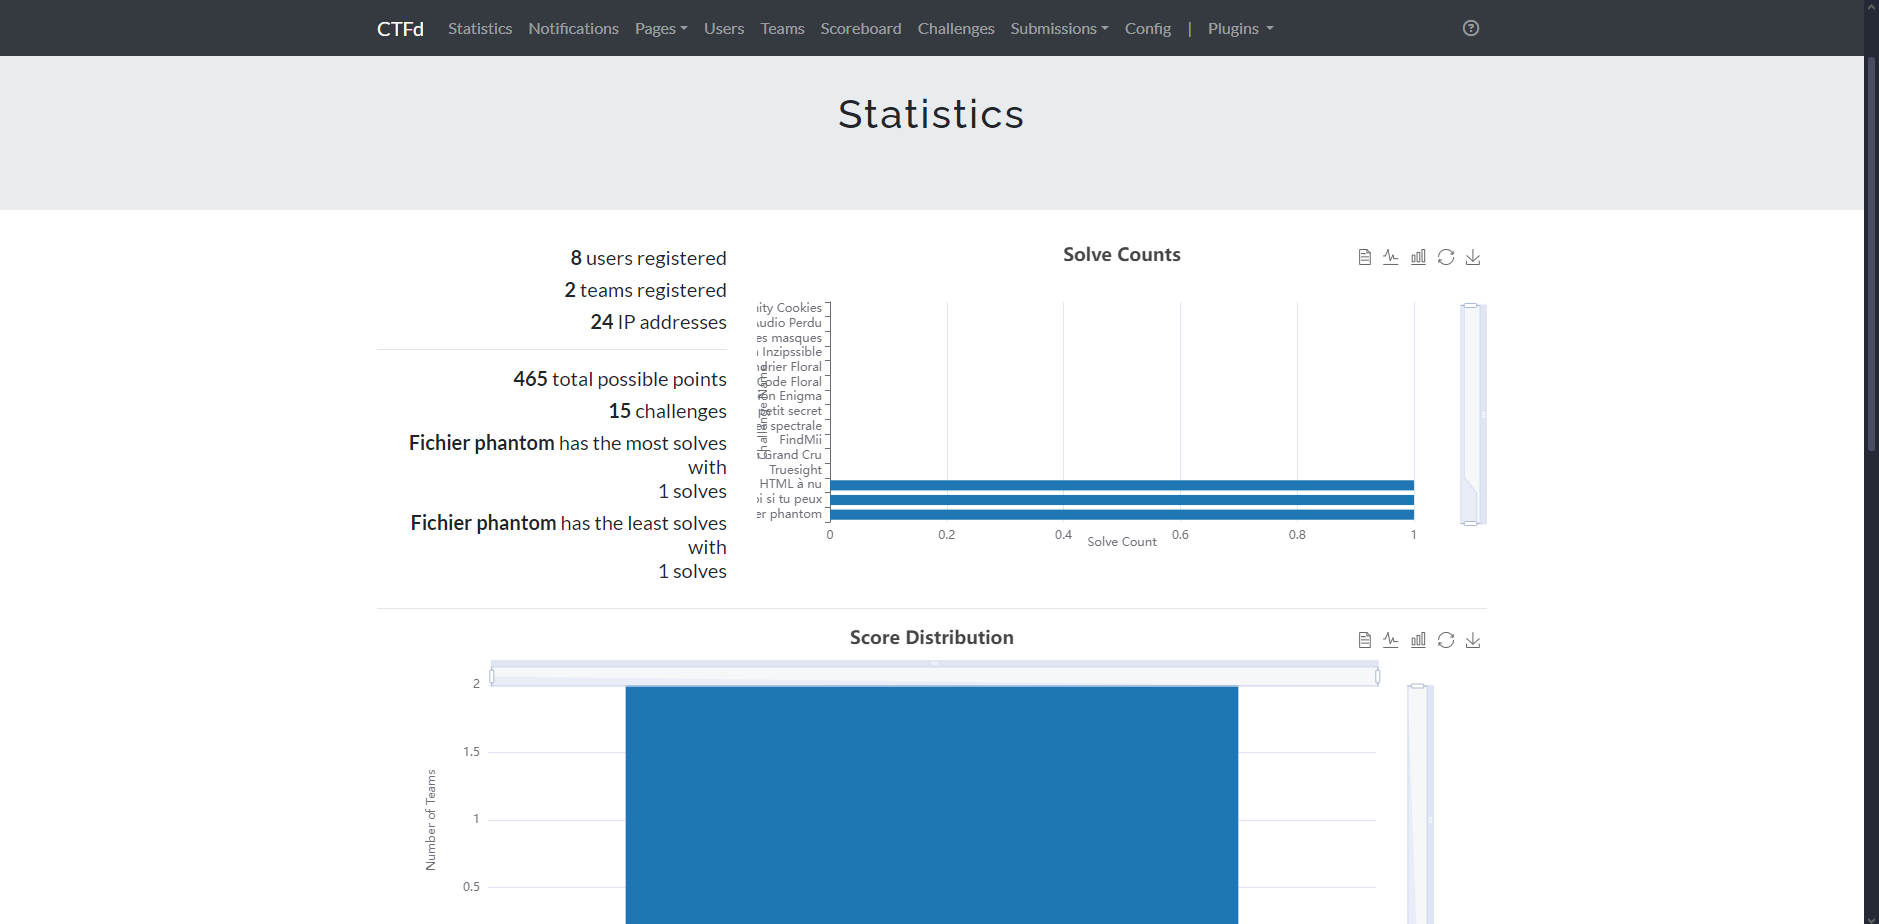 CTFd Statistics Notifications Pages Users Teams Scoreboard Challenges Submissions Config | Plugins
Statistics
8 users registered
2 teams registered
24 IP addresses
465 total possible points
15 challenges
Fichier phantom has the most solves
with
1 solves
Fichier phantom has the least solves
with
1 solves
Solve Counts
Challenge Name
ity Cookies
udio Perdu
es masques
Inzipssible
drier Floral
Code Floral
on Enigma
petit secret
spectrale
FindMii
Grand Cru
Truesight
HTML à nu
oi si tu peux
er phantom
0 0.2 0.4 0.6 0.8 1
Solve Count
Score Distribution
Number of Teams
2
1.5
1
0.5